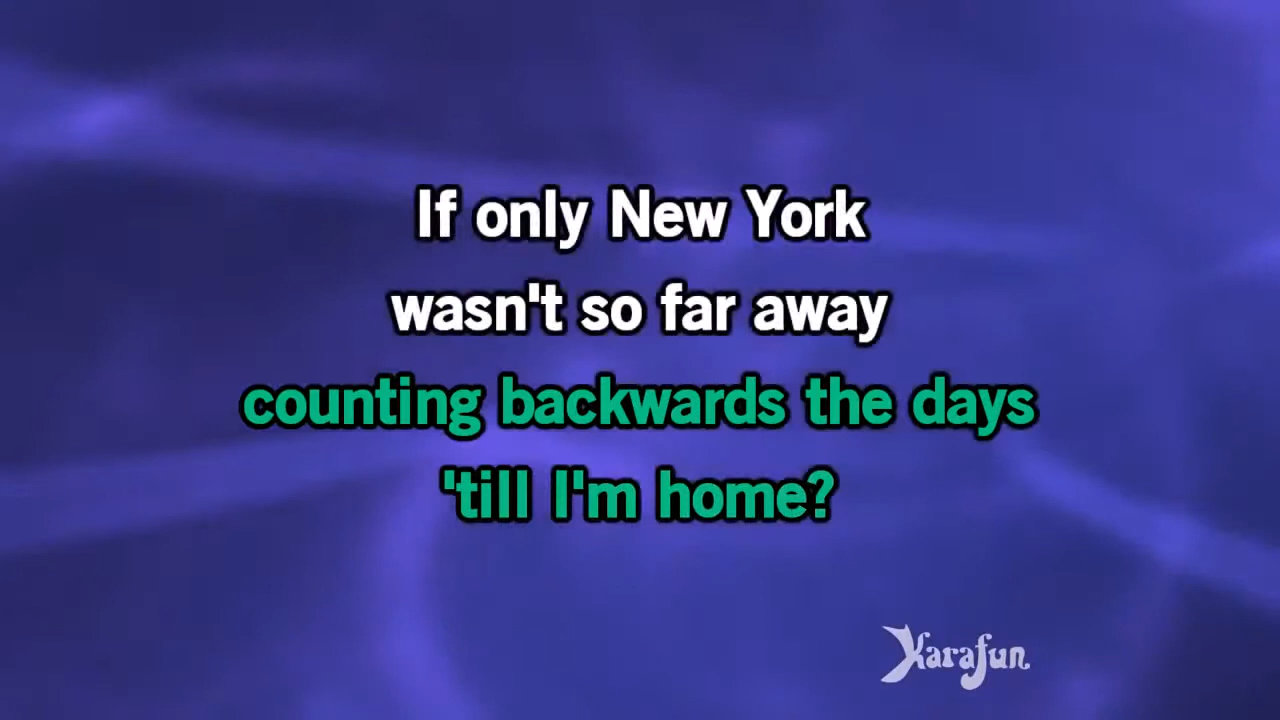 If only New York
wasn't so far away
counting backwards the days
'till I'm home?
Karafun